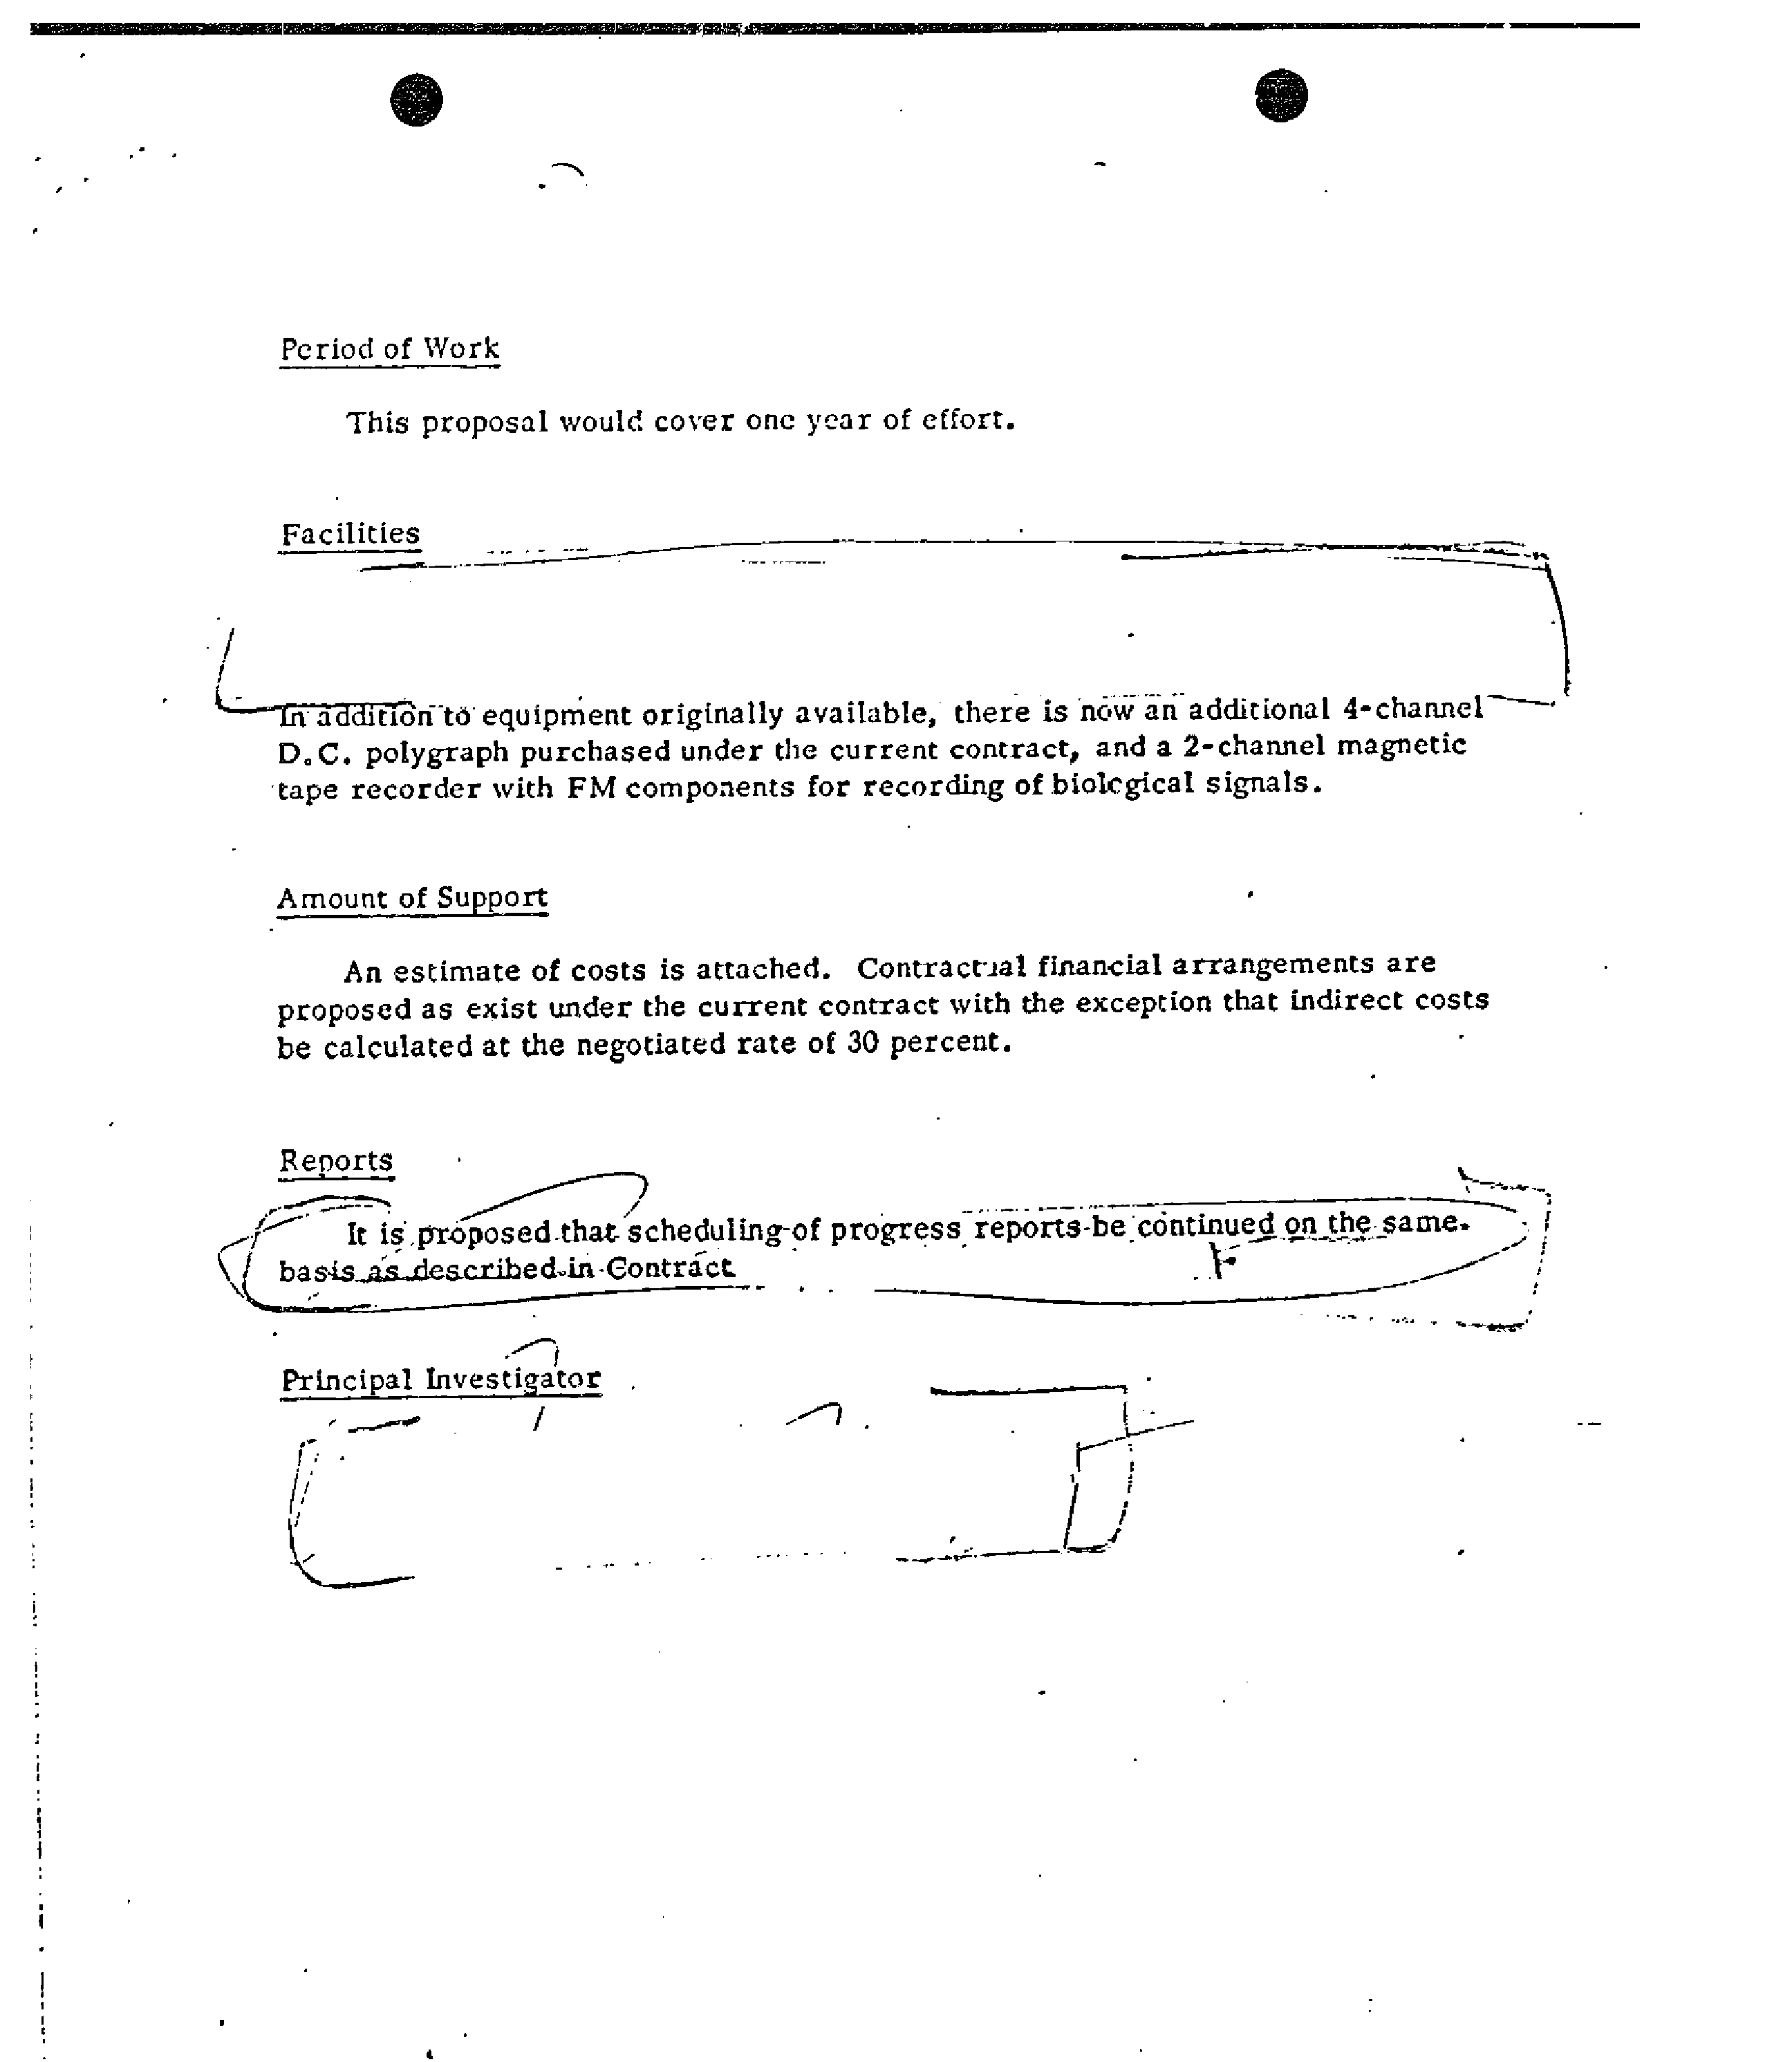 Period of Work
This proposal would cover one year of effort.
Facilities
In addition to equipment originally available, there is now an additional 4-channel
D.C. polygraph purchased under the current contract, and a 2-channel magnetic
tape recorder with FM components for recording of biological signals.
Amount of Support
An estimate of costs is attached. Contractual financial arrangements are
proposed as exist under the current contract with the exception that indirect costs
be calculated at the negotiated rate of 30 percent.
Reports
It is proposed that scheduling of progress reports be continued on the same
basis as described in Contract
Principal Investigator